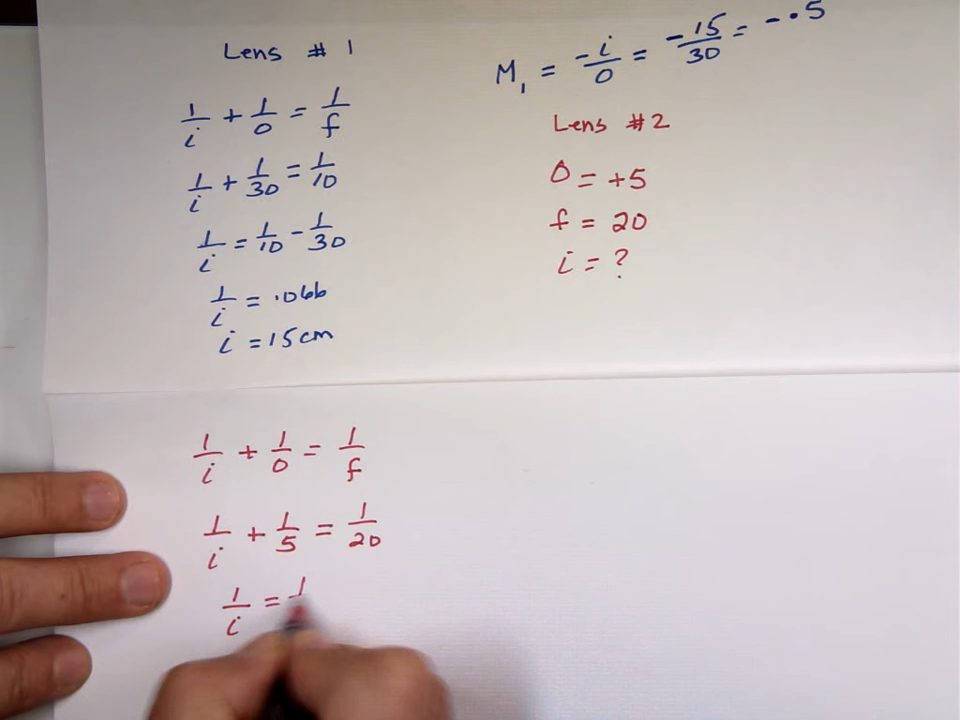 Lens # 1
1/i + 1/o = 1/f
1/i + 1/30 = 1/10
1/i = 1/10 - 1/30
1/i = .066
i = 15cm
M₁ = -i/o = -15/30 = -.5
Lens #2
O = +5
f = 20
i = ?
1/i + 1/o = 1/f
1/i + 1/5 = 1/20
1/i = 1